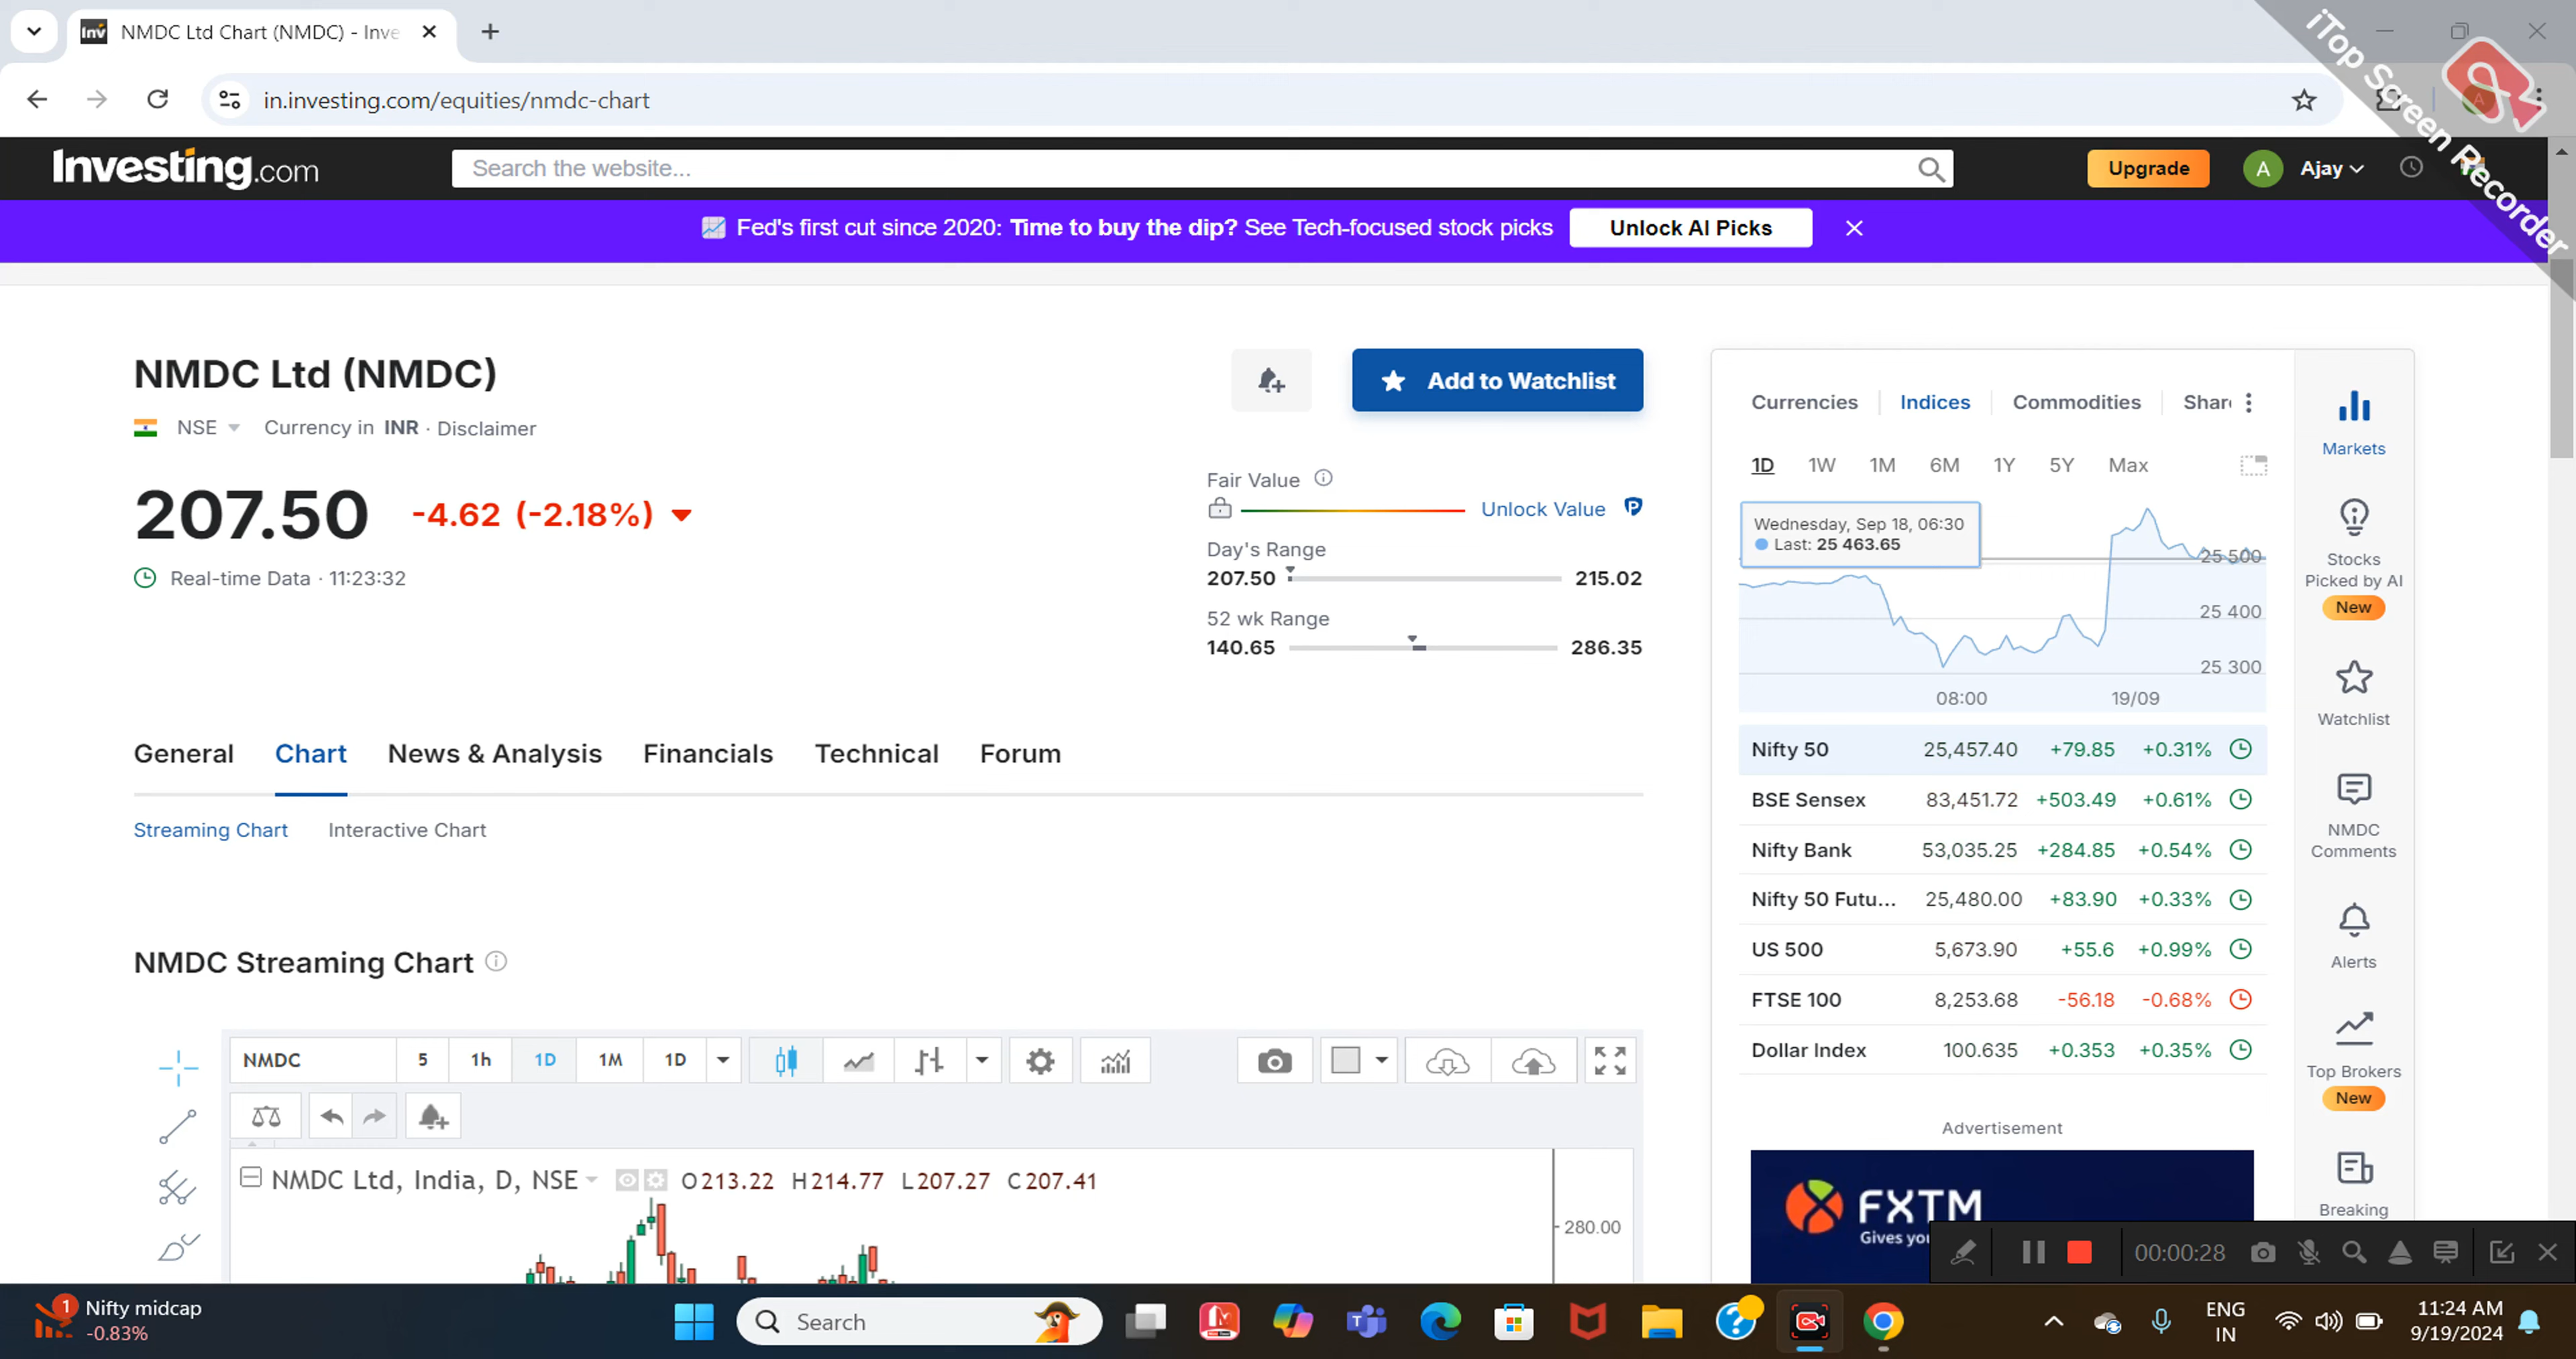 NMDC Ltd Chart (NMDC) - Inve
in.investing.com/equities/nmdc-chart
iTop Screen Recorder
Investing.com
Search the website...
Upgrade
A
Ajay
Fed's first cut since 2020: Time to buy the dip? See Tech-focused stock picks
Unlock AI Picks
NMDC Ltd (NMDC)
NSE
Currency in INR · Disclaimer
207.50
-4.62 (-2.18%)
Real-time Data · 11:23:32
Add to Watchlist
Fair Value
Unlock Value
Day's Range
207.50
215.02
52 wk Range
140.65
286.35
General
Chart
News & Analysis
Financials
Technical
Forum
Streaming Chart
Interactive Chart
NMDC Streaming Chart
NMDC
5
1h
1D
1M
1D
NMDC Ltd, India, D, NSE
O213.22 H214.77 L207.27 C207.41
280.00
Currencies
Indices
Commodities
Shar
1D
1W
1M
6M
1Y
5Y
Max
Wednesday, Sep 18, 06:30
Last: 25 463.65
25 500
25 400
25 300
08:00
19/09
Nifty 50 25,457.40 +79.85 +0.31%
BSE Sensex 83,451.72 +503.49 +0.61%
Nifty Bank 53,035.25 +284.85 +0.54%
Nifty 50 Futu... 25,480.00 +83.90 +0.33%
US 500 5,673.90 +55.6 +0.99%
FTSE 100 8,253.68 -56.18 -0.68%
Dollar Index 100.635 +0.353 +0.35%
Advertisement
FXTM
Gives you
Markets
Stocks
Picked by AI
New
Watchlist
NMDC
Comments
Alerts
Top Brokers
New
Breaking
00:00:28
1
Nifty midcap
-0.83%
Search
ENG
IN
11:24 AM
9/19/2024